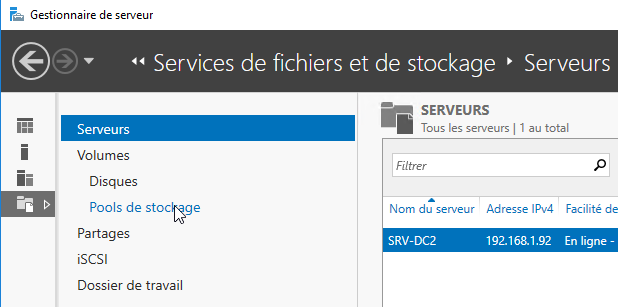 Gestionnaire de serveur
Services de fichiers et de stockage ‣ Serveurs
Serveurs
Volumes
Disques
Pools de stockage
Partages
iSCSI
Dossier de travail
SERVEURS
Tous les serveurs | 1 au total
Filtrer
Nom du serveur Adresse IPv4 Facilité de
SRV-DC2 192.168.1.92 En ligne -